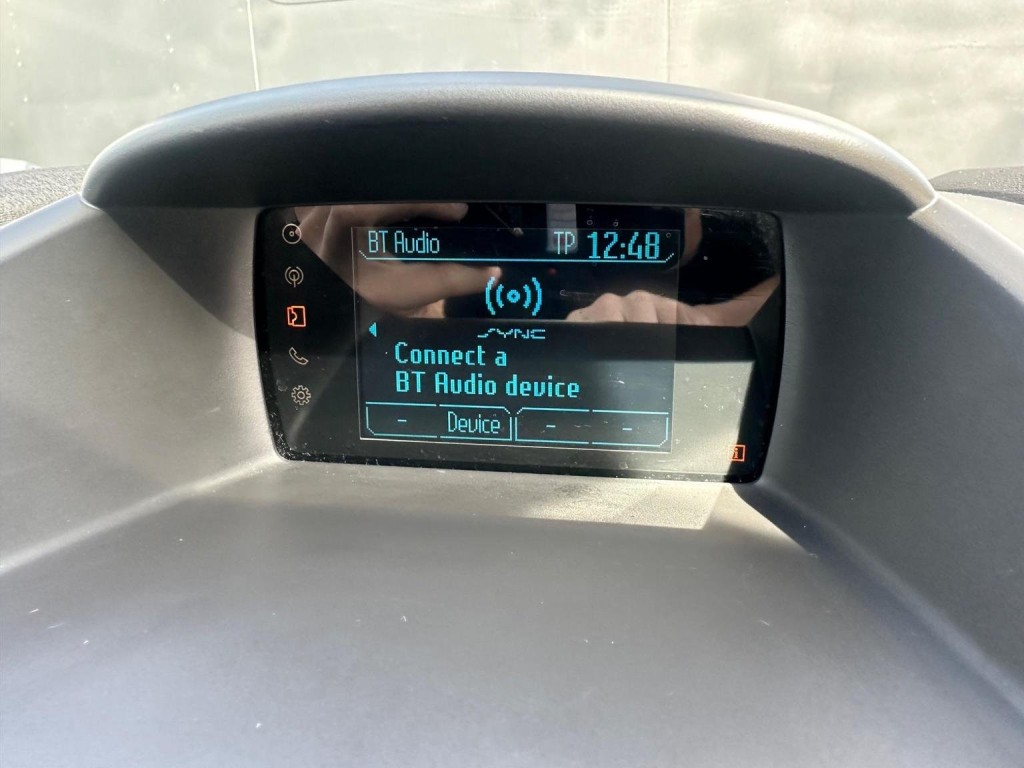 BT Audio TP 12:48
SYNC
Connect a
BT Audio device
- Device - -